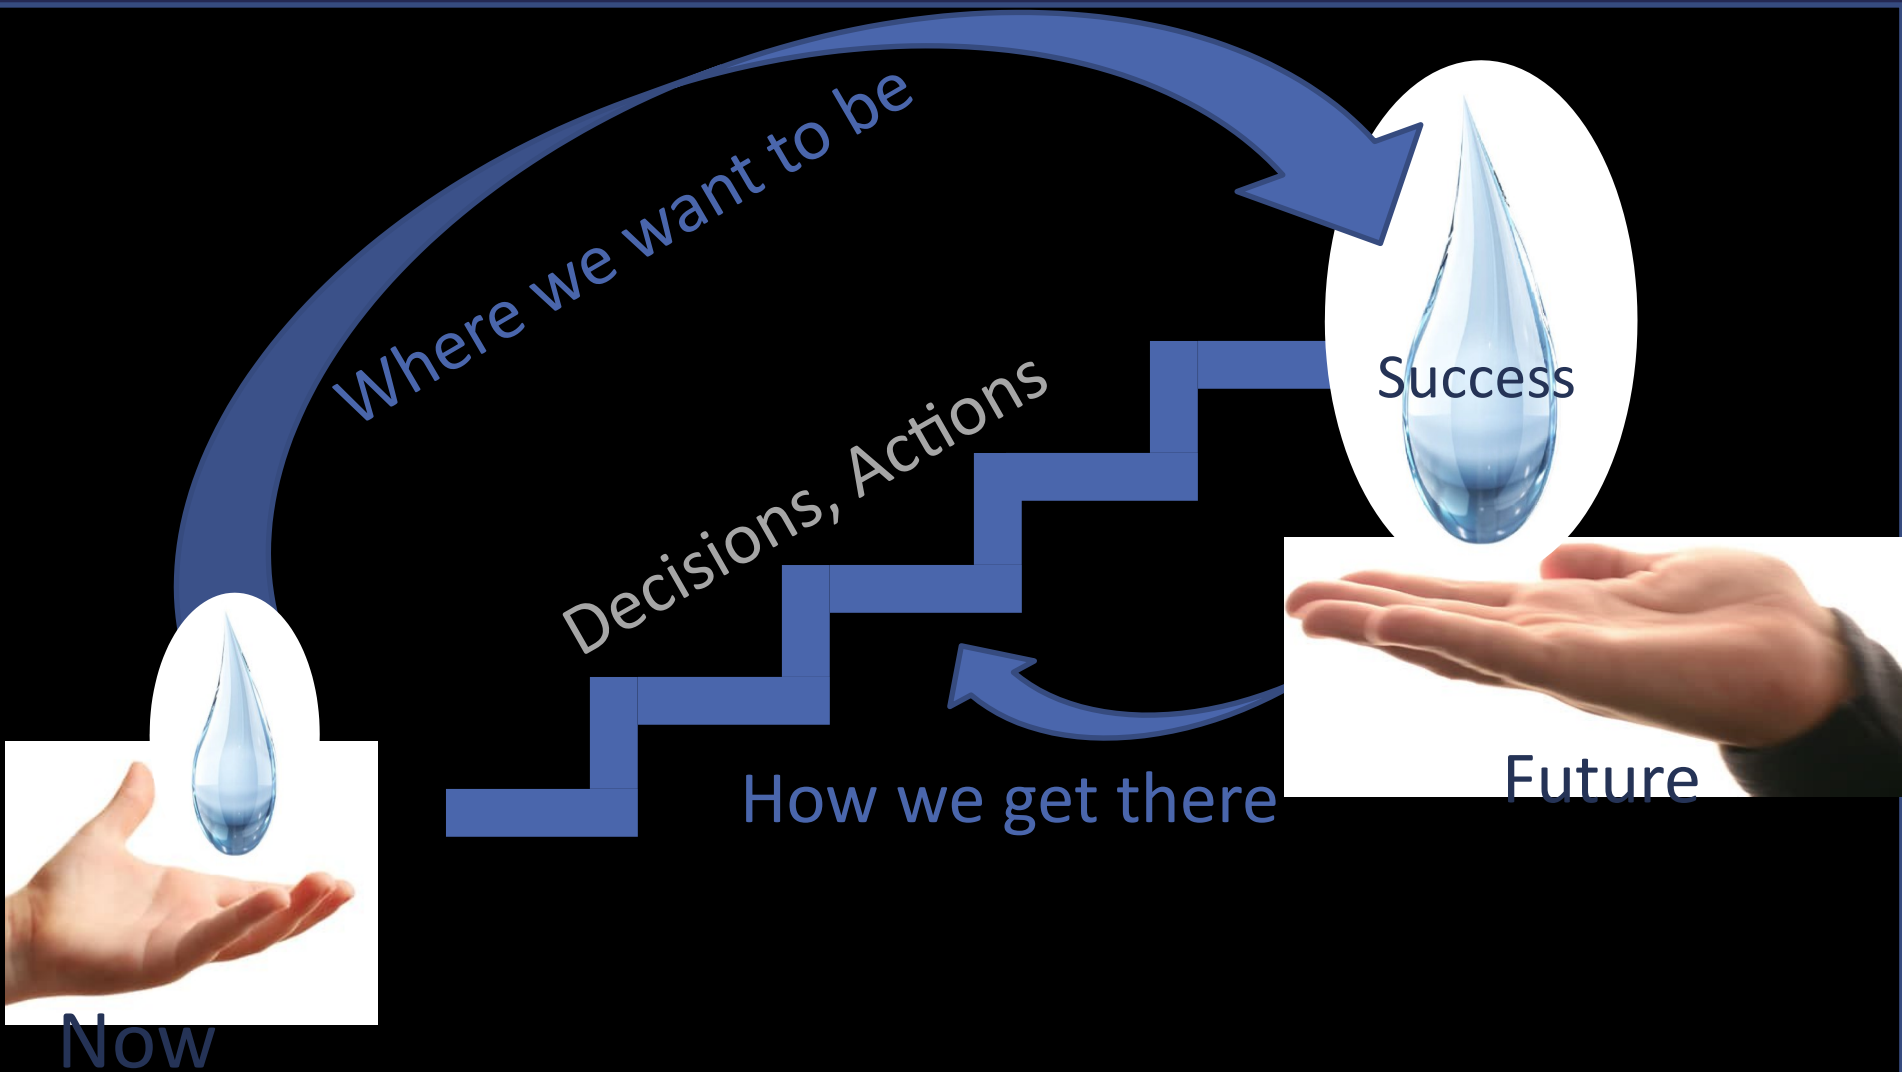 Where we want to be
Decisions, Actions
Success
How we get there
Future
Now